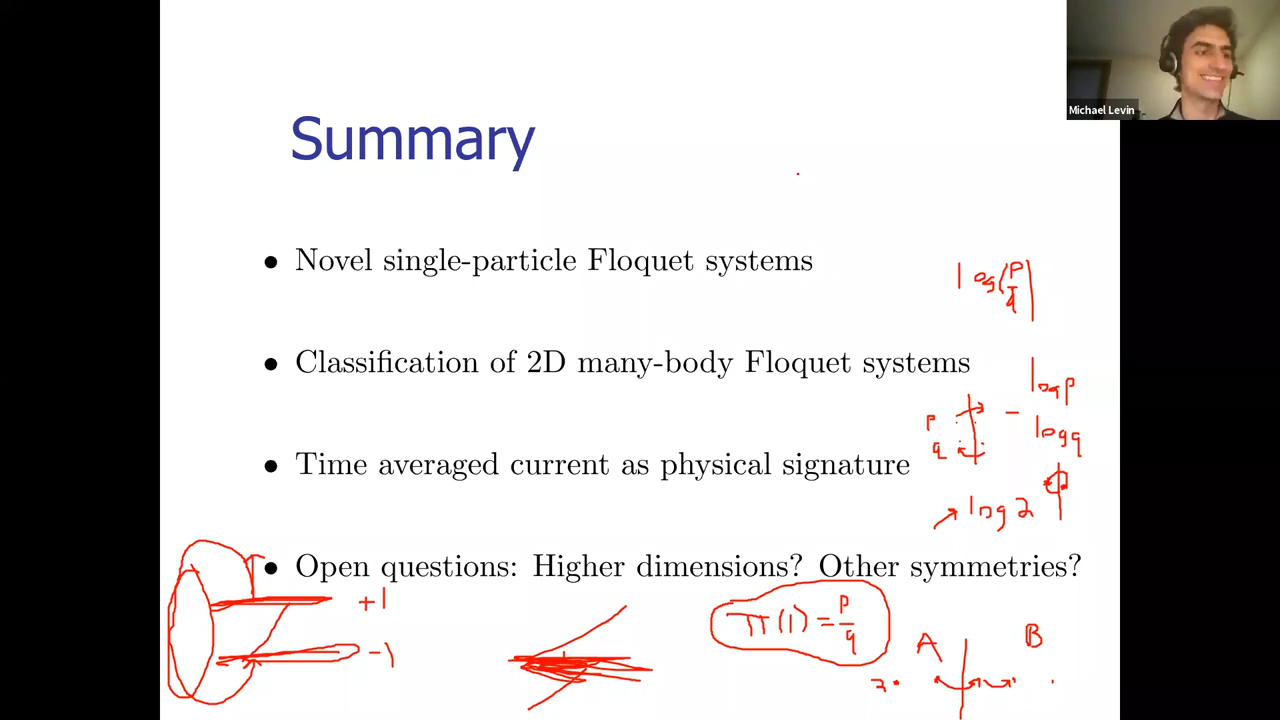 Michael Levin
Summary
• Novel single-particle Floquet systems
log(p/q)
• Classification of 2D many-body Floquet systems
log p
p
-
q
log q
• Time averaged current as physical signature
log 2
• Open questions: Higher dimensions? Other symmetries?
+1
π(1) = p/q
-1
A
B